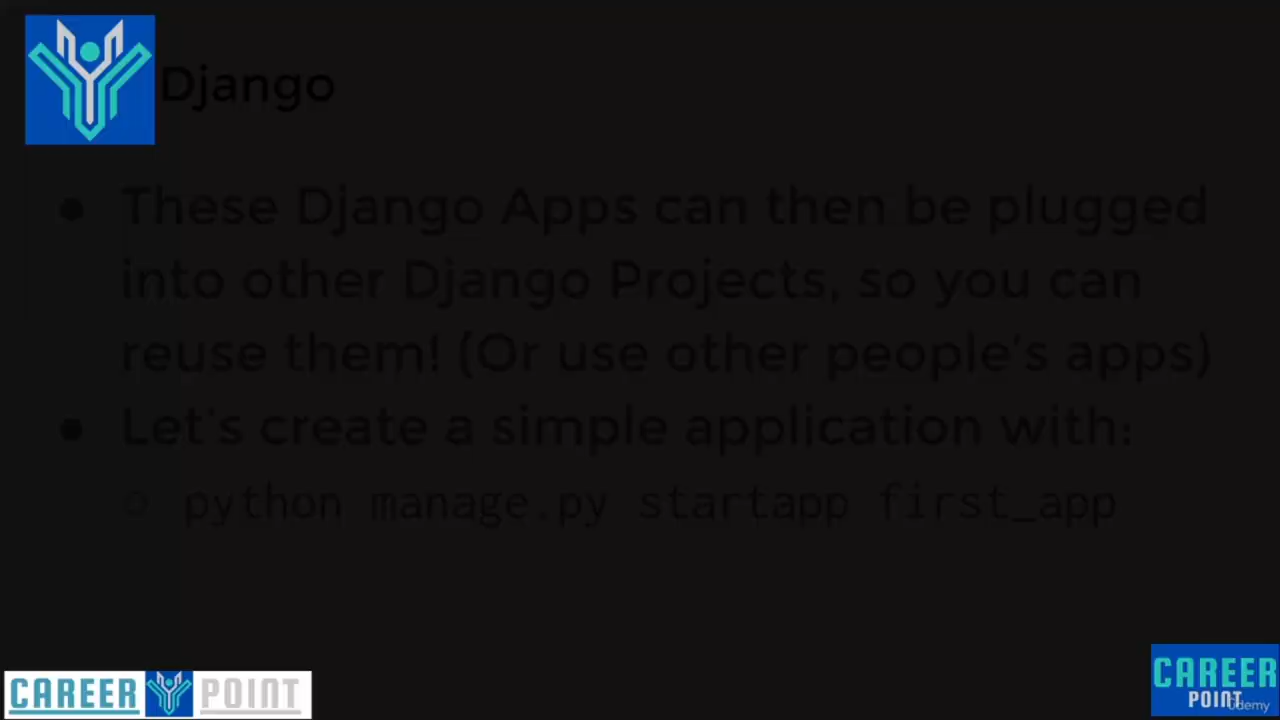 Django
● These Django Apps can then be plugged
into other Django Projects, so you can
reuse them! (Or use other people's apps)
● Let's create a simple application with:
○ python manage.py startapp first_app
CAREER POINT
CAREER
POINT
Udemy